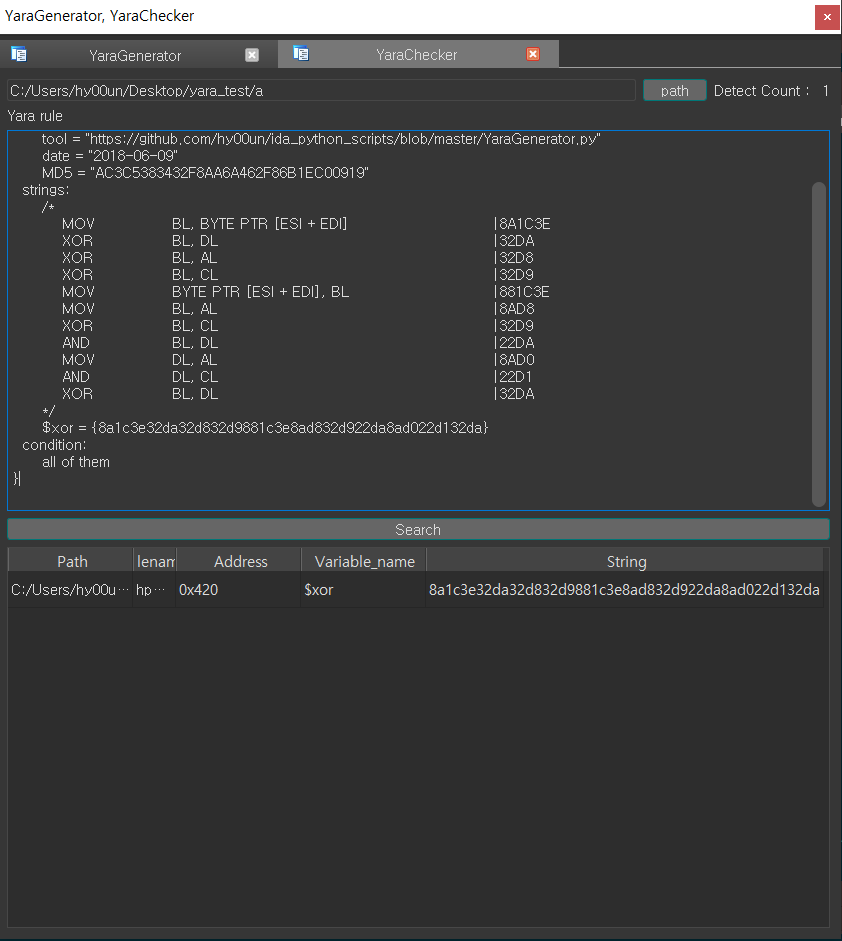 YaraGenerator, YaraChecker
YaraGenerator YaraChecker
C:/Users/hy00un/Desktop/yara_test/a path Detect Count : 1
Yara rule
tool = "https://github.com/hy00un/ida_python_scripts/blob/master/YaraGenerator.py"
date = "2018-06-09"
MD5 = "AC3C5383432F8AA6A462F86B1EC00919"
strings:
/*
MOV BL, BYTE PTR [ESI + EDI] |8A1C3E
XOR BL, DL |32DA
XOR BL, AL |32D8
XOR BL, CL |32D9
MOV BYTE PTR [ESI + EDI], BL |881C3E
MOV BL, AL |8AD8
XOR BL, CL |32D9
AND BL, DL |22DA
MOV DL, AL |8AD0
AND DL, CL |22D1
XOR BL, DL |32DA
*/
$xor = {8a1c3e32da32d832d9881c3e8ad832d922da8ad022d132da}
condition:
all of them
}
Search
Path lenam Address Variable_name String
C:/Users/hy00u… hp… 0x420 $xor 8a1c3e32da32d832d9881c3e8ad832d922da8ad022d132da